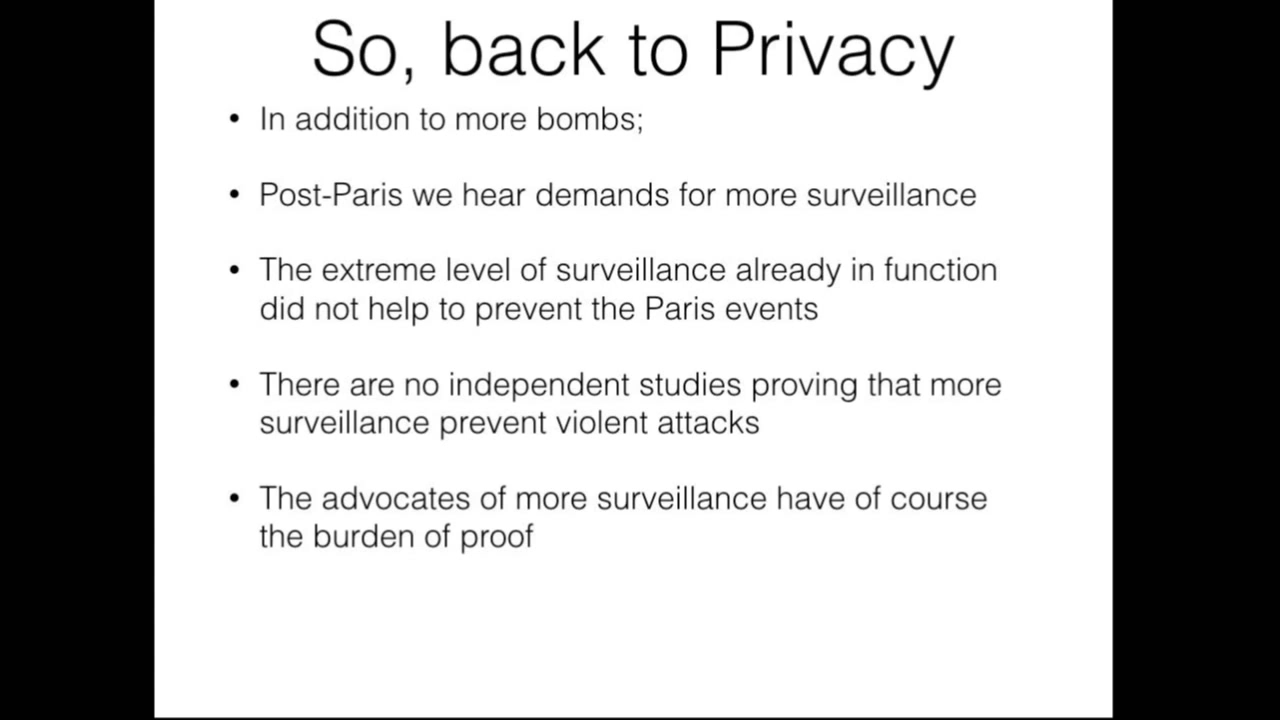 So, back to Privacy
• In addition to more bombs;
• Post-Paris we hear demands for more surveillance
• The extreme level of surveillance already in function
did not help to prevent the Paris events
• There are no independent studies proving that more
surveillance prevent violent attacks
• The advocates of more surveillance have of course
the burden of proof